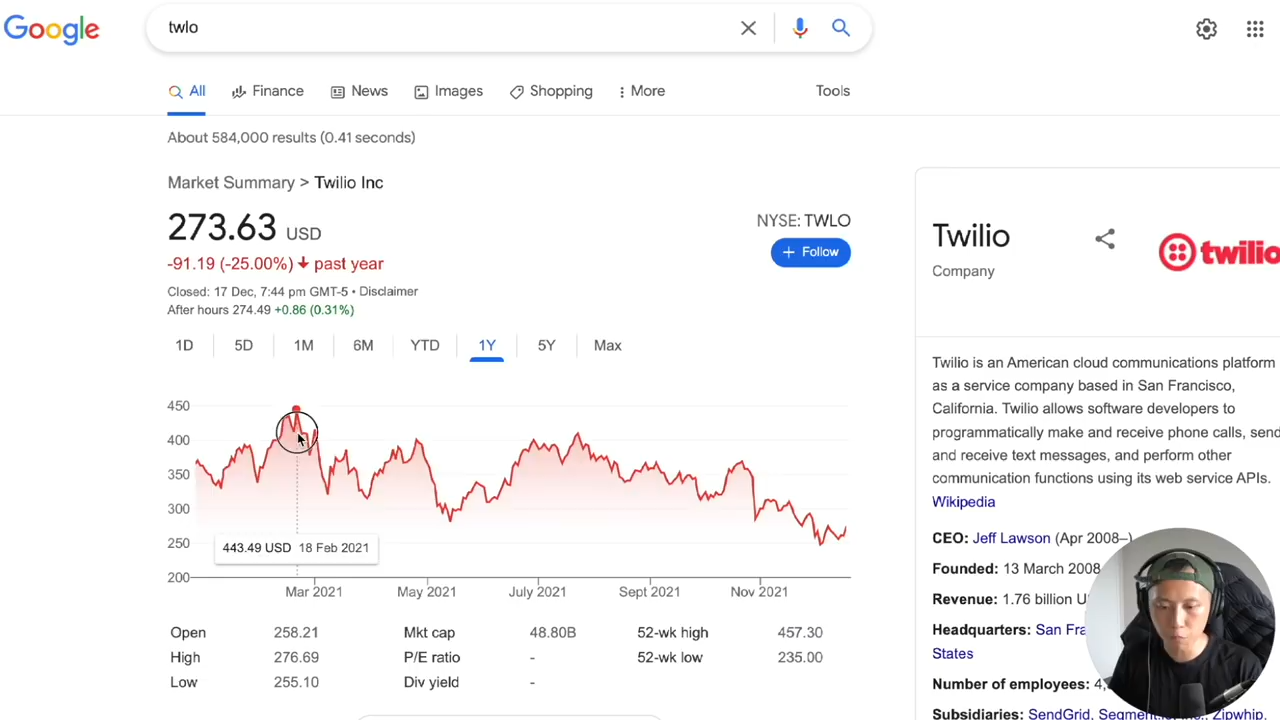 Google
twlo
All
Finance
News
Images
Shopping
More
Tools
About 584,000 results (0.41 seconds)
Market Summary > Twilio Inc
273.63 USD
-91.19 (-25.00%) past year
Closed: 17 Dec, 7:44 pm GMT-5 • Disclaimer
After hours 274.49 +0.86 (0.31%)
NYSE: TWLO
+ Follow
1D 5D 1M 6M YTD 1Y 5Y Max
450
400
350
300
250
200
443.49 USD 18 Feb 2021
Mar 2021 May 2021 July 2021 Sept 2021 Nov 2021
Open 258.21 Mkt cap 48.80B 52-wk high 457.30
High 276.69 P/E ratio - 52-wk low 235.00
Low 255.10 Div yield -
Twilio
Company
twilio
Twilio is an American cloud communications platform
as a service company based in San Francisco,
California. Twilio allows software developers to
programmatically make and receive phone calls, send
and receive text messages, and perform other
communication functions using its web service APIs.
Wikipedia
CEO: Jeff Lawson (Apr 2008–)
Founded: 13 March 2008
Revenue: 1.76 billion
Headquarters: San
States
Number of employees:
Subsidiaries: SendGrid, Zipwhip,